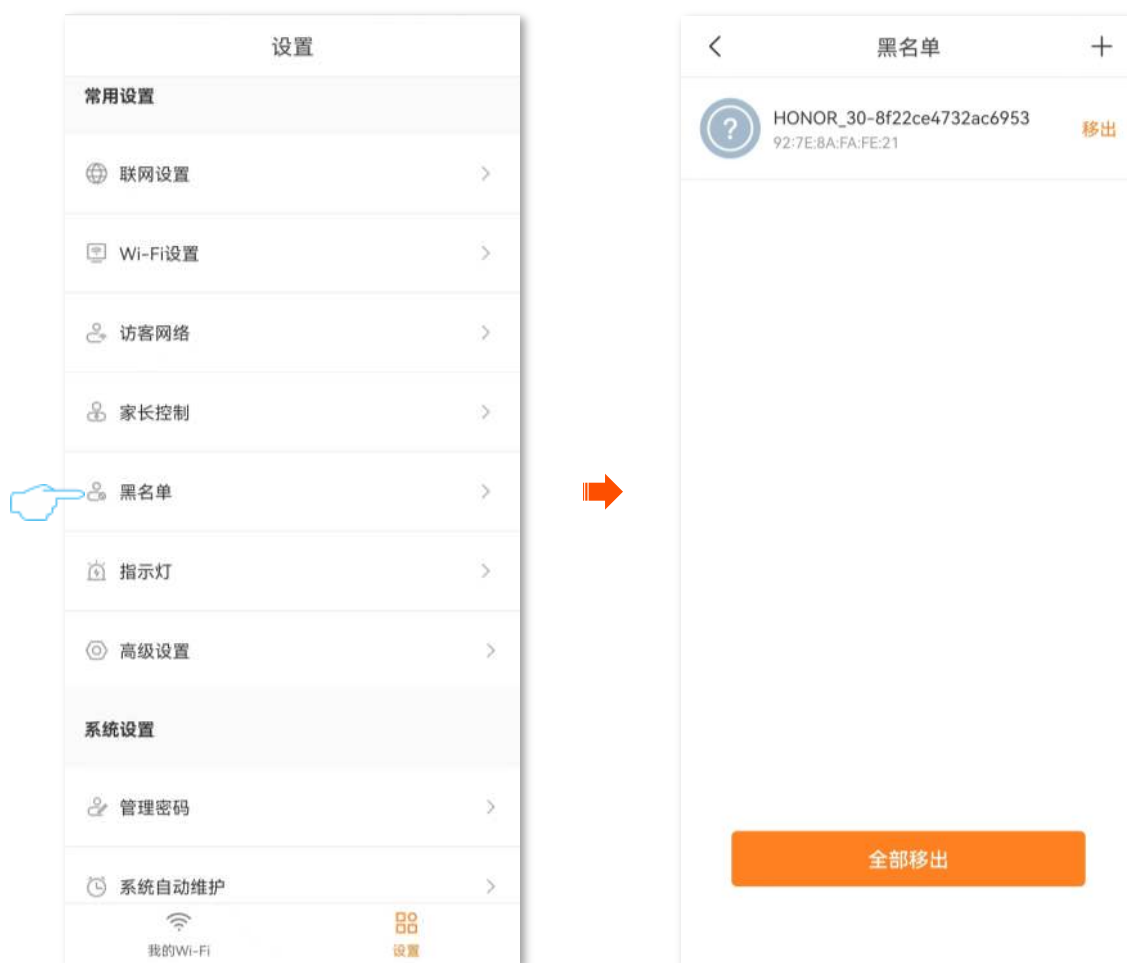 设置
常用设置
联网设置
Wi-Fi设置
访客网络
家长控制
黑名单
指示灯
高级设置
系统设置
管理密码
系统自动维护
我的Wi-Fi
设置
黑名单
HONOR_30-8f22ce4732ac6953
92:7E:8A:FA:FE:21
移出
全部移出